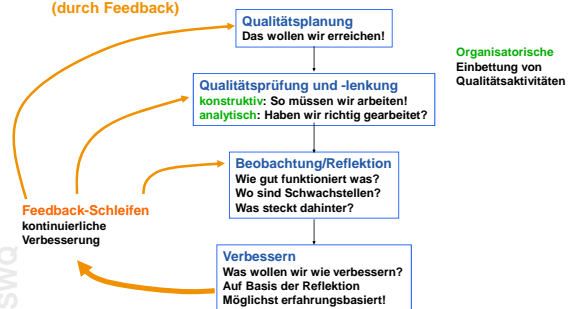 (durch Feedback)
Qualitätsplanung
Das wollen wir erreichen!
Organisatorische
Einbettung von
Qualitätsaktivitäten
Qualitätsprüfung und -lenkung
konstruktiv: So müssen wir arbeiten!
analytisch: Haben wir richtig gearbeitet?
Beobachtung/Reflektion
Wie gut funktioniert was?
Wo sind Schwachstellen?
Was steckt dahinter?
Feedback-Schleifen
kontinuierliche
Verbesserung
Verbessern
Was wollen wir wie verbessern?
Auf Basis der Reflektion
Möglichst erfahrungsbasiert!
SWQ